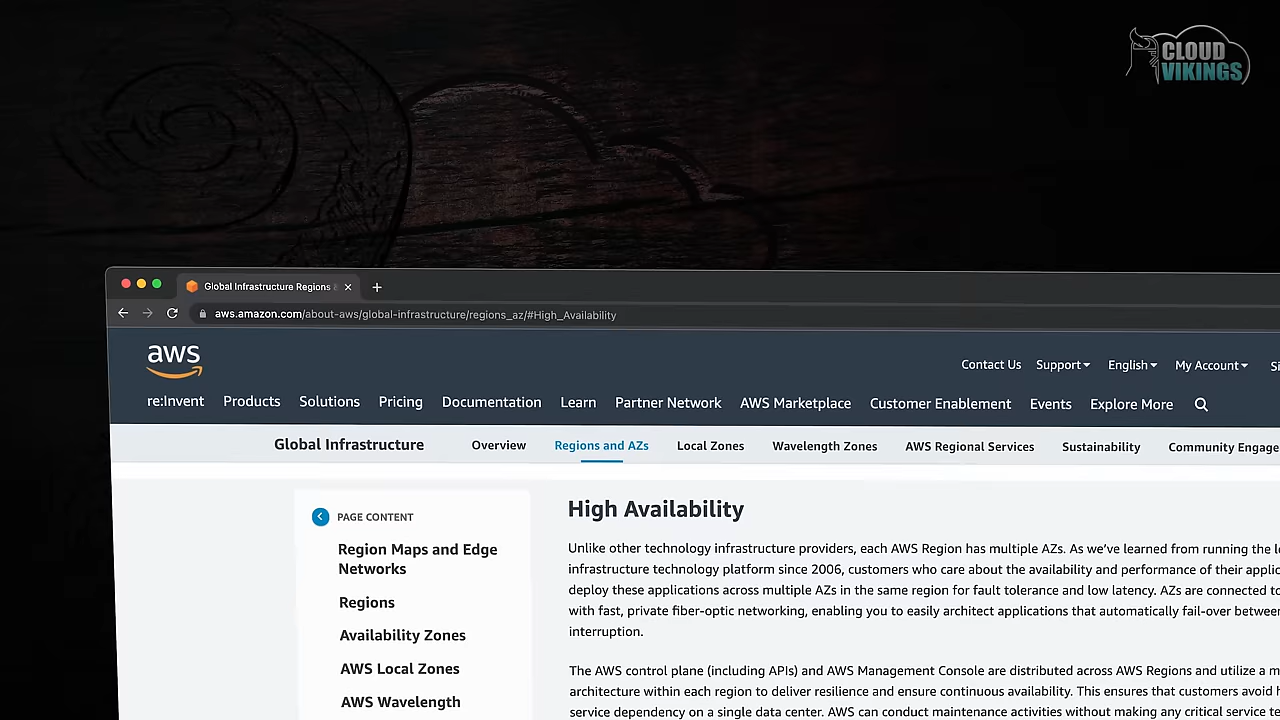 CLOUD
VIKINGS
Global Infrastructure Regions
aws.amazon.com/about-aws/global-infrastructure/regions_az/#High_Availability
aws
Contact Us Support English My Account
re:Invent Products Solutions Pricing Documentation Learn Partner Network AWS Marketplace Customer Enablement Events Explore More
Global Infrastructure Overview Regions and AZs Local Zones Wavelength Zones AWS Regional Services Sustainability Community Engage
PAGE CONTENT
Region Maps and Edge
Networks
Regions
Availability Zones
AWS Local Zones
AWS Wavelength
High Availability
Unlike other technology infrastructure providers, each AWS Region has multiple AZs. As we've learned from running the
infrastructure technology platform since 2006, customers who care about the availability and performance of their
deploy these applications across multiple AZs in the same region for fault tolerance and low latency. AZs are connected
with fast, private fiber-optic networking, enabling you to easily architect applications that automatically fail-over between
interruption.
The AWS control plane (including APIs) and AWS Management Console are distributed across AWS Regions and utilize a
architecture within each region to deliver resilience and ensure continuous availability. This ensures that customers avoid
service dependency on a single data center. AWS can conduct maintenance activities without making any critical service